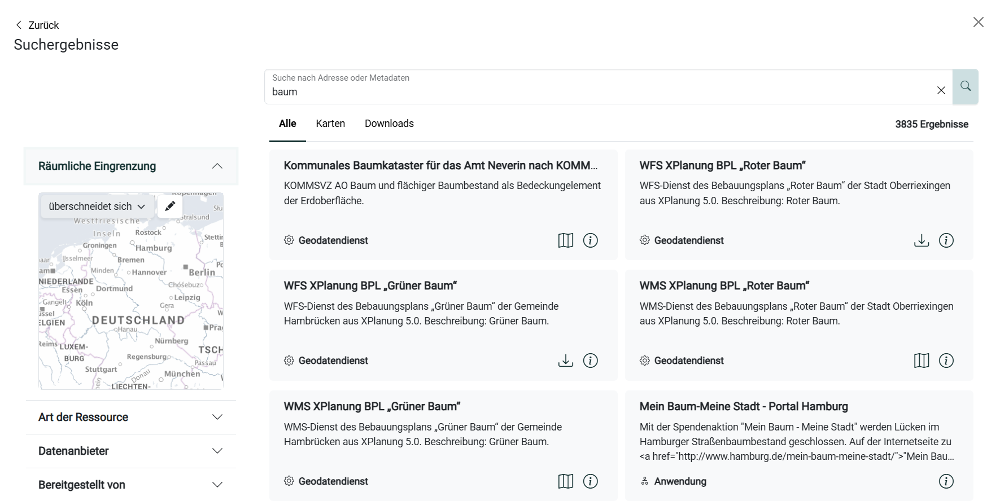 Zurück
Suchergebnisse
Suche nach Adresse oder Metadaten
baum
Alle
Karten
Downloads
3835 Ergebnisse
Räumliche Eingrenzung
überschneidet sich
Kopenhagen
Westfriesische
Inseln
Stralsund
Rostock
Groningen
Hamburg
IJsselmeer
Bremen
Minden
Hannover
Berlin
NIEDERLANDE
Chóśebuz
Essen
Dortmund
Leipzig
Köln
Gera
DEUTSCHLAND
Hanau
Reims
LUXEM-
BURG
Nürnberg
TSCH
Regensburg
Passau
Stuttgart
Donau
München
LIECHTEN-
Art der Ressource
Datenanbieter
Bereitgestellt von
Kommunales Baumkataster für das Amt Neverin nach KOMM...
KOMMSVZ AO Baum und flächiger Baumbestand als Bedeckungelement
der Erdoberfläche.
Geodatendienst
WFS XPlanung BPL „Roter Baum“
WFS-Dienst des Bebauungsplans „Roter Baum“ der Stadt Oberriexingen
aus XPlanung 5.0. Beschreibung: Roter Baum.
Geodatendienst
WFS XPlanung BPL „Grüner Baum“
WFS-Dienst des Bebauungsplans „Grüner Baum“ der Gemeinde
Hambrücken aus XPlanung 5.0. Beschreibung: Grüner Baum.
Geodatendienst
WMS XPlanung BPL „Roter Baum“
WMS-Dienst des Bebauungsplans „Roter Baum“ der Stadt Oberriexingen
aus XPlanung 5.0. Beschreibung: Roter Baum.
Geodatendienst
WMS XPlanung BPL „Grüner Baum“
WMS-Dienst des Bebauungsplans „Grüner Baum“ der Gemeinde
Hambrücken aus XPlanung 5.0. Beschreibung: Grüner Baum.
Geodatendienst
Mein Baum-Meine Stadt - Portal Hamburg
Mit der Spendenaktion "Mein Baum - Meine Stadt" werden Lücken im
Hamburger Straßenbaumbestand geschlossen. Auf der Internetseite zu
<a href="http://www.hamburg.de/mein-baum-meine-stadt/">"Mein Bau...
Anwendung